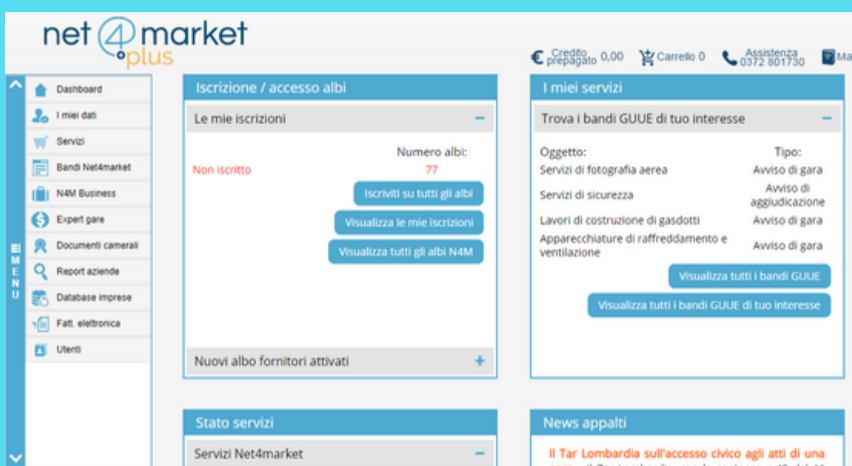 net 4 market
plus
Credito prepagato 0,00 Carrello 0 Assistenza 0372 801730 Ma
MENU
Dashboard
I miei dati
Servizi
Bandi Net4market
N4M Business
Expert gare
Documenti camerali
Report aziende
Database imprese
Fatt. elettronica
Utenti
Iscrizione / accesso albi
Le mie iscrizioni
Numero albi:
Non iscritto 77
Iscriviti su tutti gli albi
Visualizza le mie iscrizioni
Visualizza tutti gli albi N4M
Nuovi albo fornitori attivati
I miei servizi
Trova i bandi GUUE di tuo interesse
Oggetto: Tipo:
Servizi di fotografia aerea Avviso di gara
Servizi di sicurezza Avviso di
aggiudicazione
Lavori di costruzione di gasdotti Avviso di gara
Apparecchiature di raffreddamento e
ventilazione Avviso di gara
Visualizza tutti i bandi GUUE
Visualizza tutti i bandi GUUE di tuo interesse
Stato servizi
Servizi Net4market
News appalti
Il Tar Lombardia sull'accesso civico agli atti di una